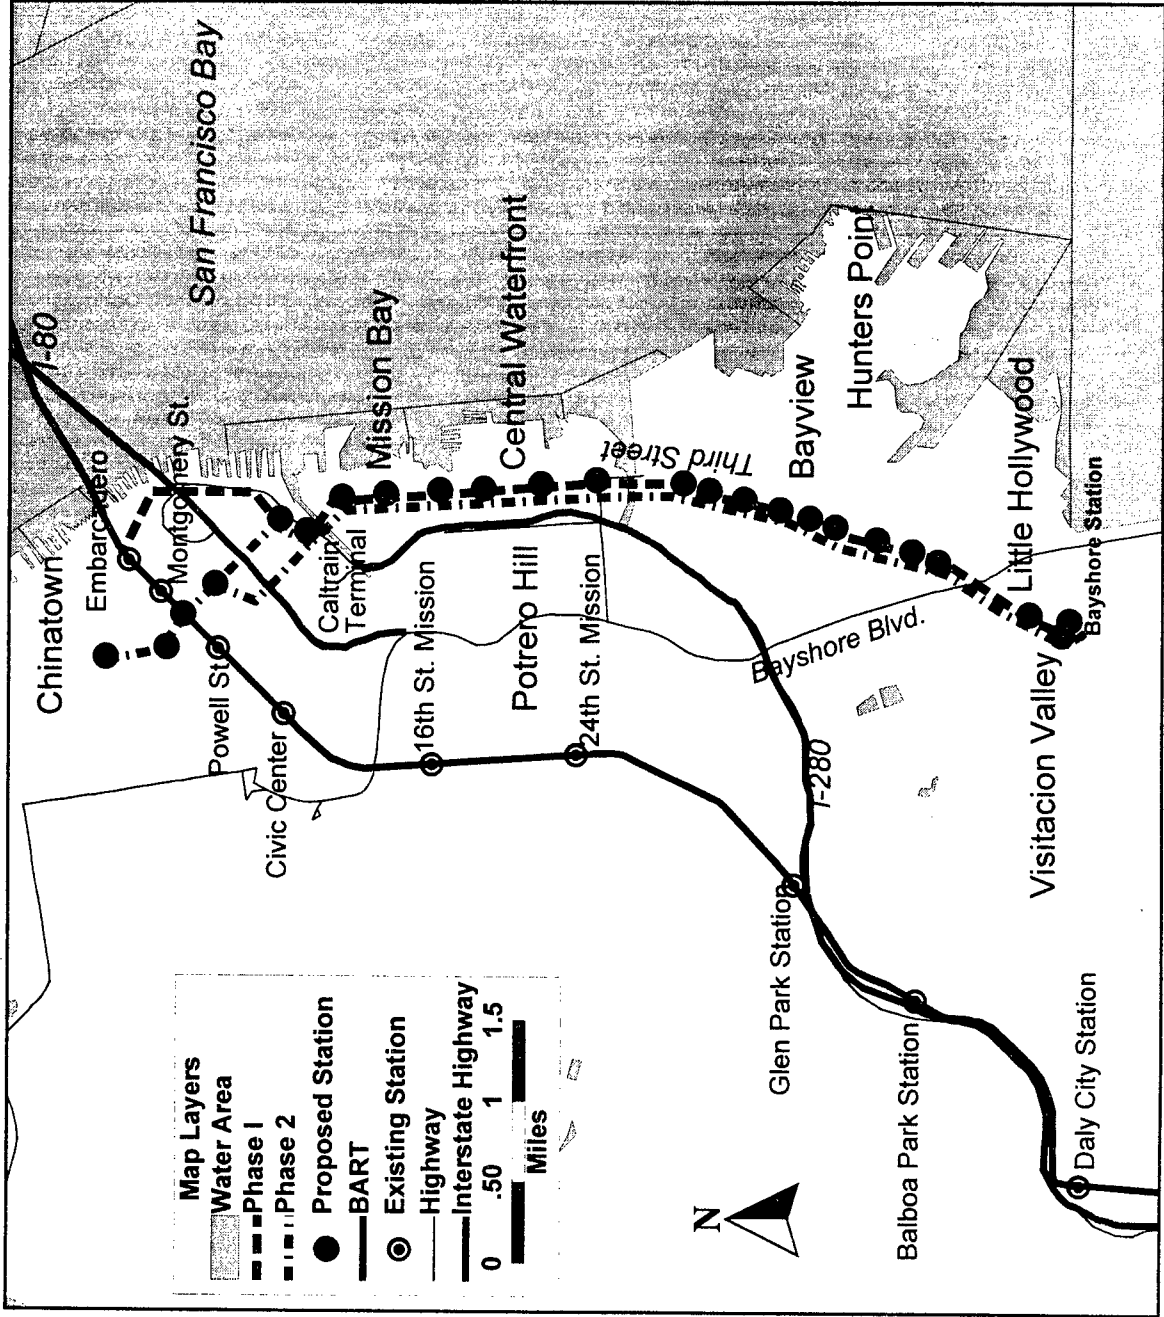 San Francisco Bay
I-80
Chinatown
Embarcadero
Montgomery St.
Powell St
Civic Center
Caltrain
Terminal
Mission Bay
16th St. Mission
Potrero Hill
Central Waterfront
24th St. Mission
Third Street
Bayview
Hunters Point
Bayshore Blvd.
I-280
Little Hollywood
Bayshore Station
Visitacion Valley
Glen Park Station
Balboa Park Station
Daly City Station
Map Layers
Water Area
Phase I
Phase 2
Proposed Station
BART
Existing Station
Highway
Interstate Highway
0 .50 1 1.5
Miles
N